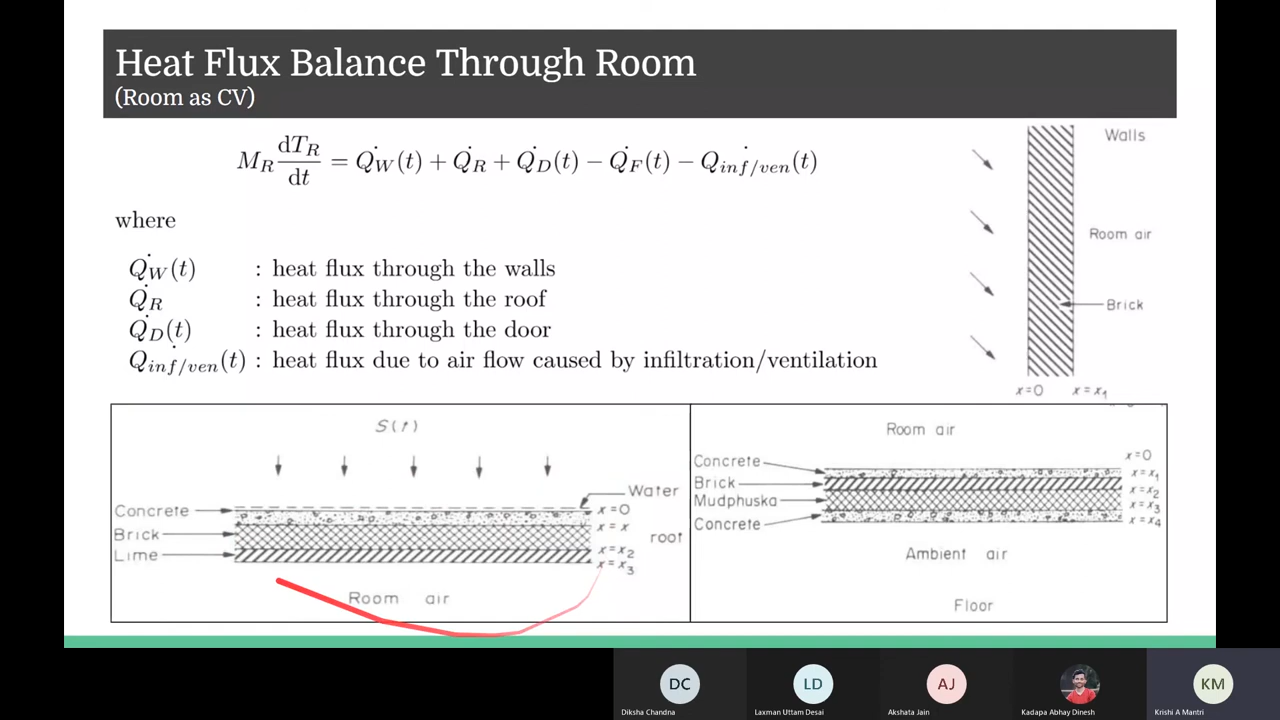 Heat Flux Balance Through Room
(Room as CV)
M_R dT_R/dt = Q̇_W(t) + Q̇_R + Q̇_D(t) − Q̇_F(t) − Q̇_inf/ven(t)
where
Q̇_W(t) : heat flux through the walls
Q̇_R : heat flux through the roof
Q̇_D(t) : heat flux through the door
Q̇_inf/ven(t) : heat flux due to air flow caused by infiltration/ventilation
Walls
Room air
Brick
x=0 x=x₁
S(t)
Water
Concrete
Brick
Lime
x=0
x=x
x=x₂
x=x₃
root
Room air
Room air
Concrete
Brick
Mudphuska
Concrete
x=0
x=x₁
x=x₂
x=x₃
x=x₄
Ambient air
Floor
DC
Diksha Chandna
LD
Laxman Uttam Desai
AJ
Akshata Jain
Kadapa Abhay Dinesh
KM
Krishi A Mantri